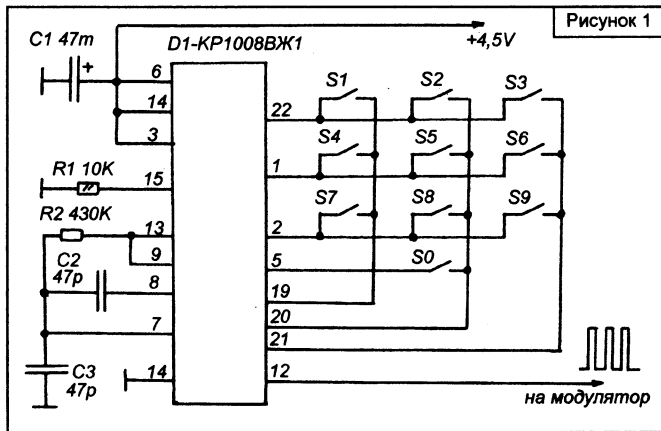 Рисунок 1
C1 47m
+
D1-КР1008ВЖ1
+4,5V
6
14
3
R1 10K
15
R2 430K
13
9
C2
47p
8
7
C3
47p
14
22
1
2
5
19
20
21
12
S1
S2
S3
S4
S5
S6
S7
S8
S9
S0
на модулятор